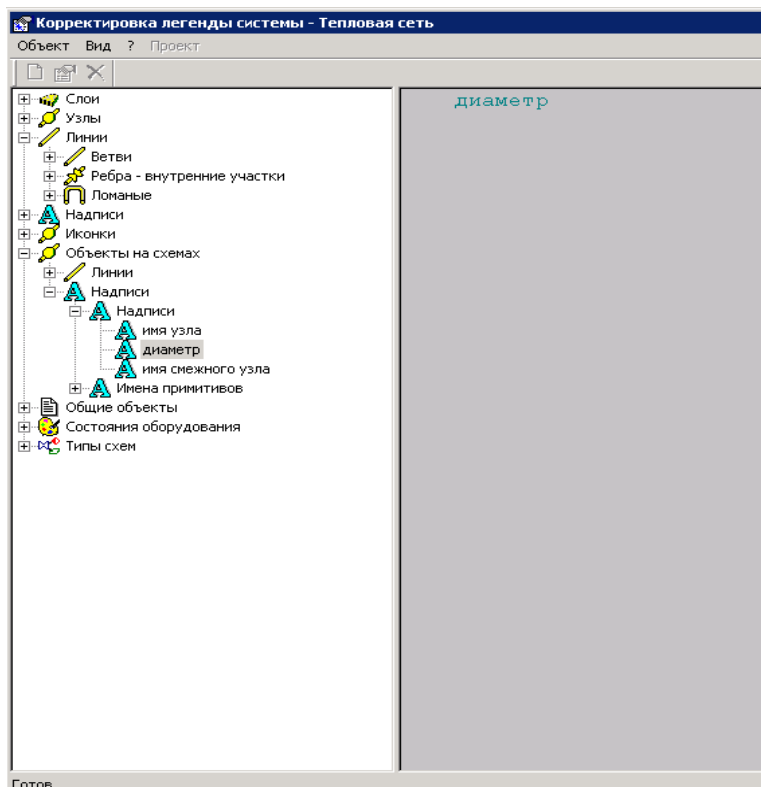 Корректировка легенды системы - Тепловая сеть
Объект Вид ? Проект
Слои
Узлы
Линии
Ветви
Ребра - внутренние участки
Ломаные
Надписи
Иконки
Объекты на схемах
Линии
Надписи
Надписи
имя узла
диаметр
имя смежного узла
Имена примитивов
Общие объекты
Состояния оборудования
Типы схем
диаметр
Готов